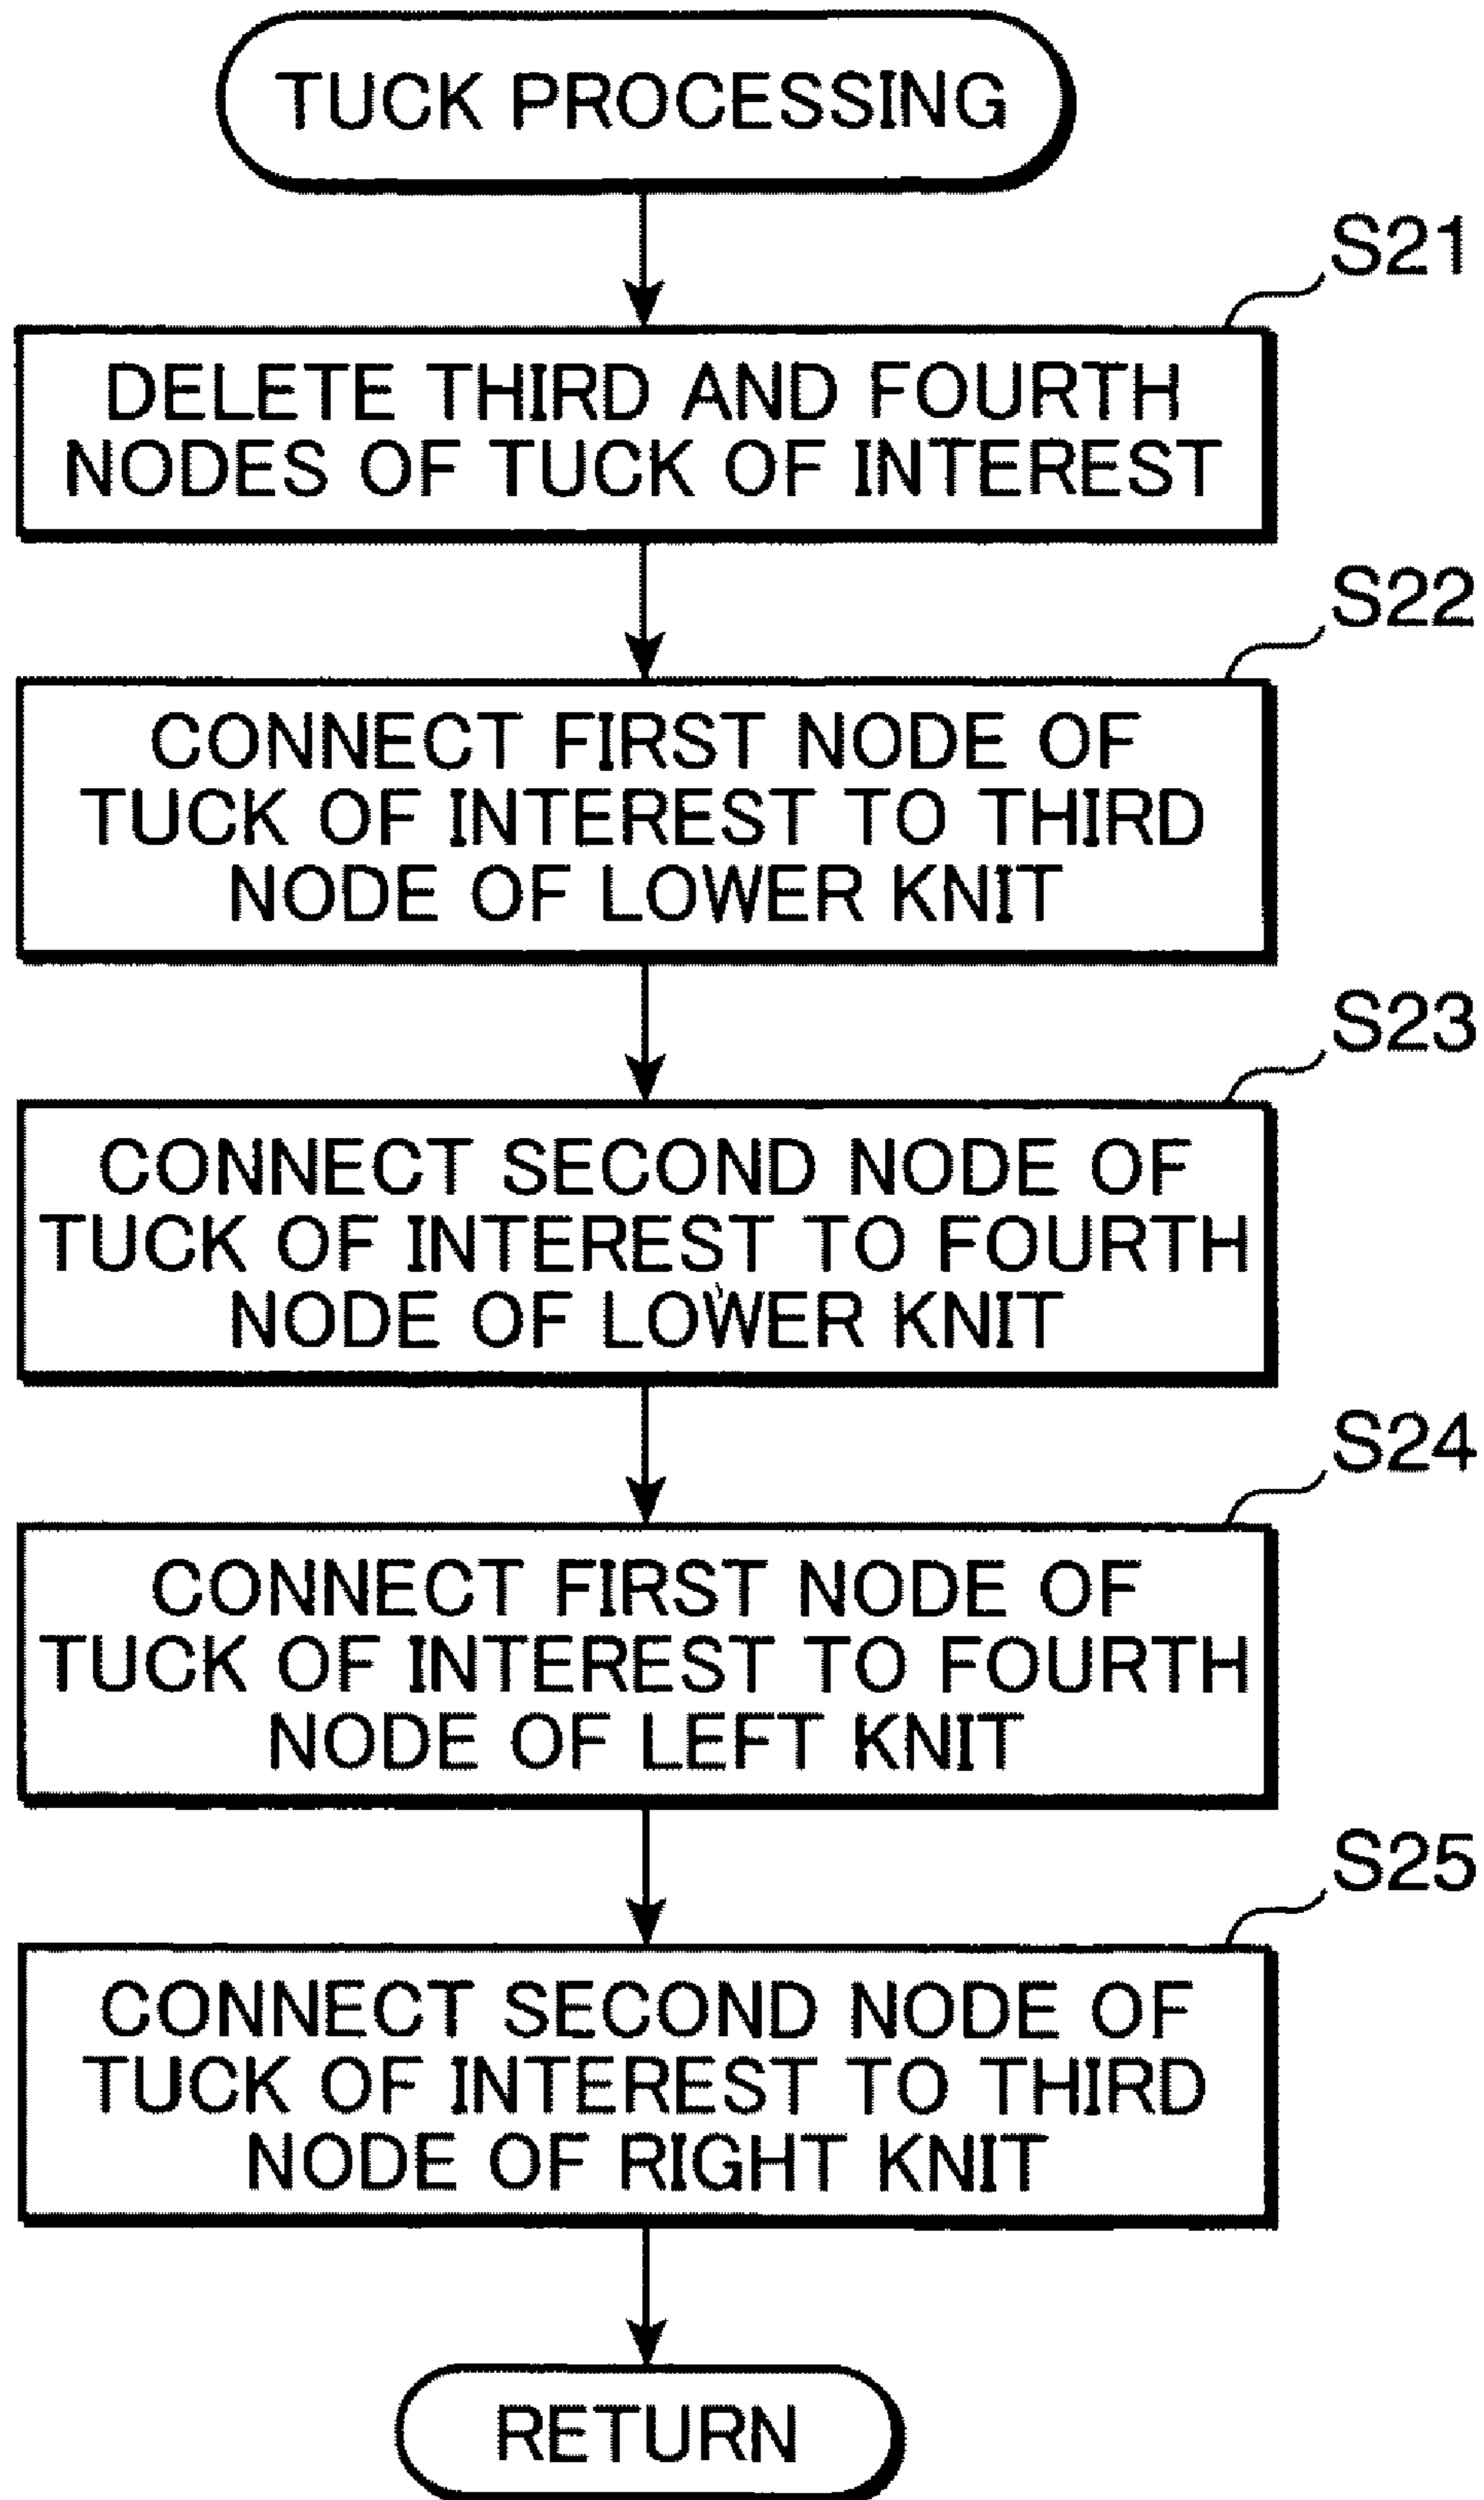 TUCK PROCESSING
S21
DELETE THIRD AND FOURTH
NODES OF TUCK OF INTEREST
S22
CONNECT FIRST NODE OF
TUCK OF INTEREST TO THIRD
NODE OF LOWER KNIT
S23
CONNECT SECOND NODE OF
TUCK OF INTEREST TO FOURTH
NODE OF LOWER KNIT
S24
CONNECT FIRST NODE OF
TUCK OF INTEREST TO FOURTH
NODE OF LEFT KNIT
S25
CONNECT SECOND NODE OF
TUCK OF INTEREST TO THIRD
NODE OF RIGHT KNIT
RETURN